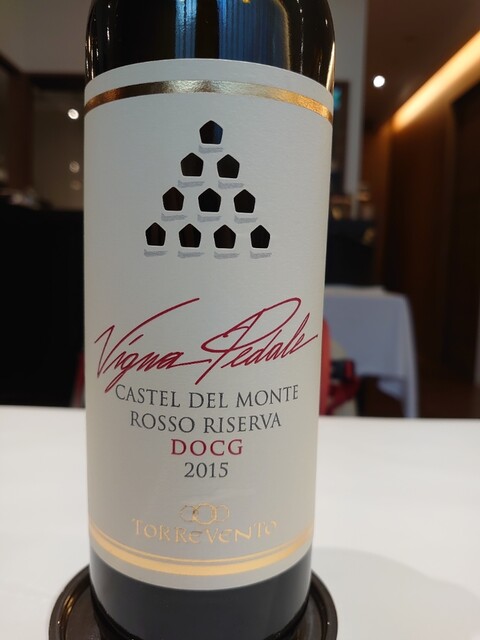 Vigna Pedale
CASTEL DEL MONTE
ROSSO RISERVA
DOCG
2015
TORREVENTO